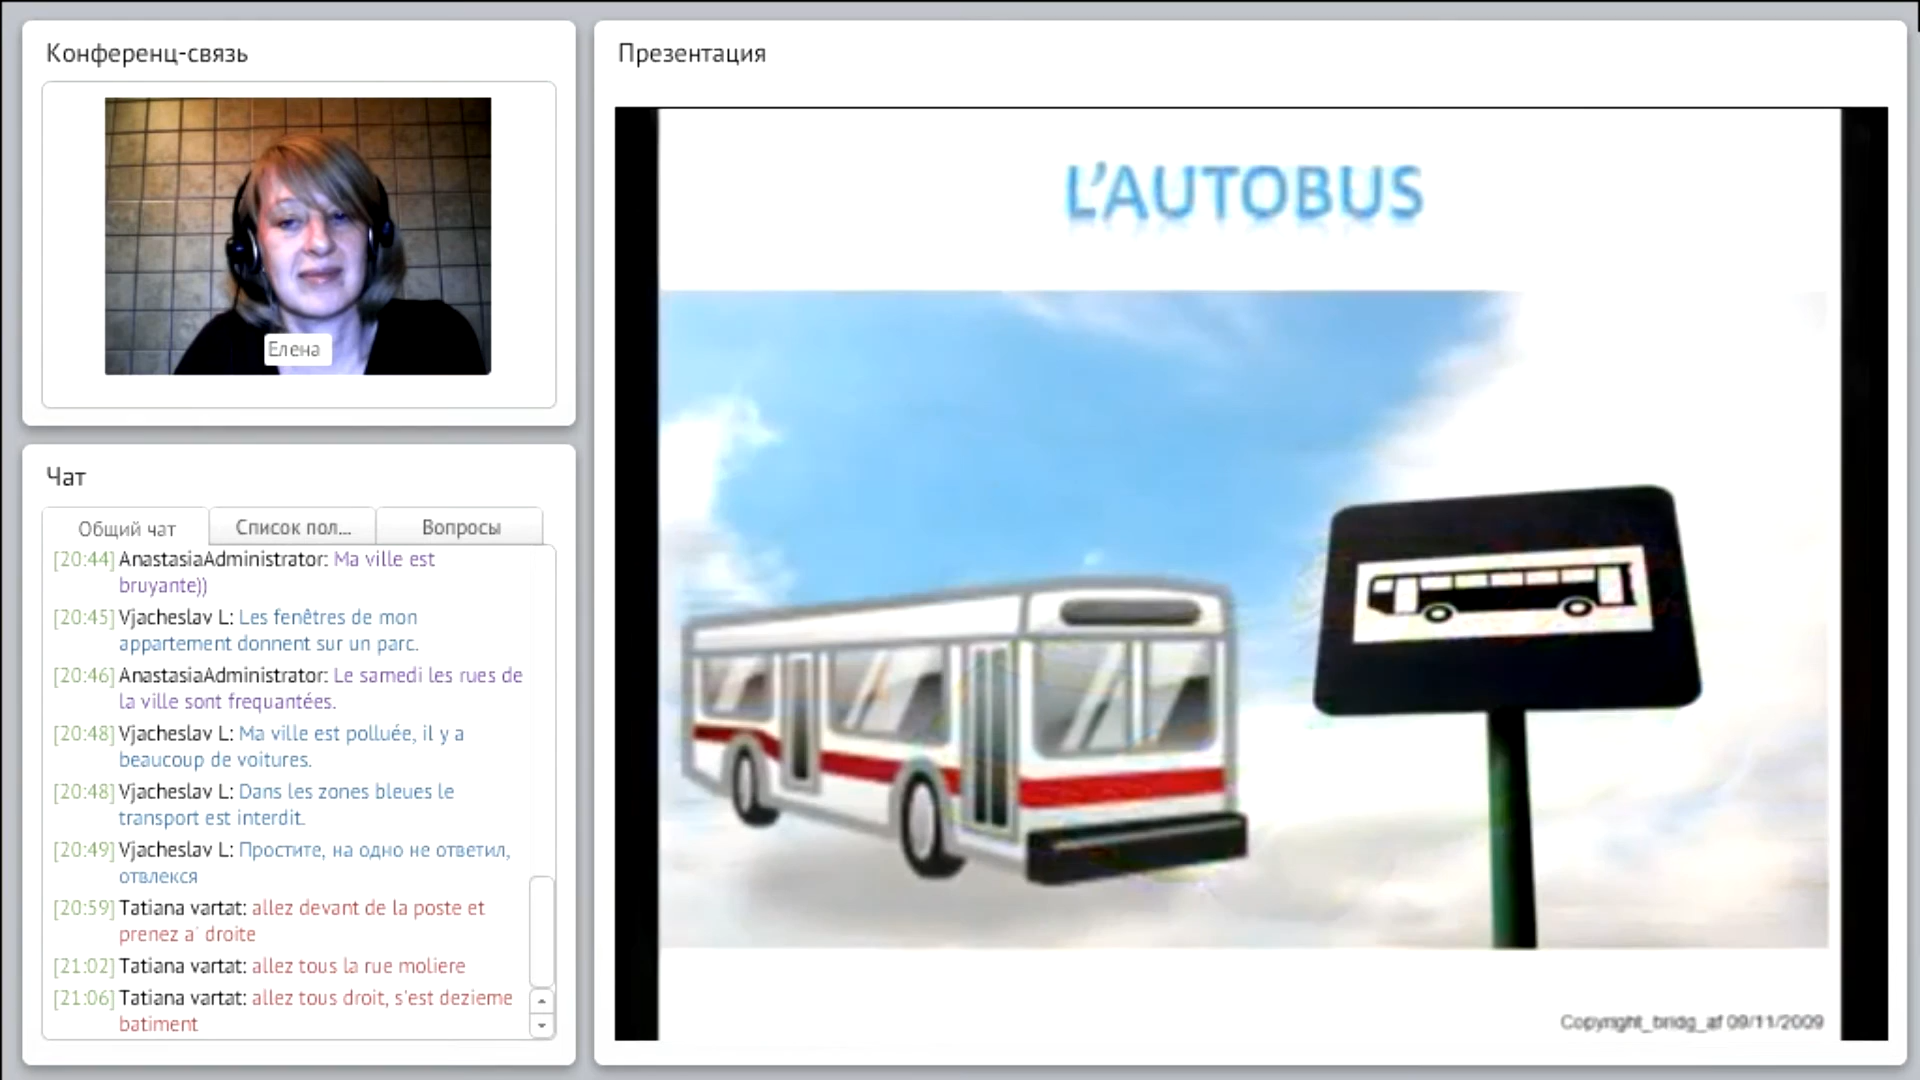 Конференц-связь
Елена
Чат
Общий чат
Список пол...
Вопросы
[20:44] AnastasiaAdministrator: Ma ville est
bruyante))
[20:45] Vjacheslav L: Les fenêtres de mon
appartement donnent sur un parc.
[20:46] AnastasiaAdministrator: Le samedi les rues de
la ville sont frequantées.
[20:48] Vjacheslav L: Ma ville est polluée, il y a
beaucoup de voitures.
[20:48] Vjacheslav L: Dans les zones bleues le
transport est interdit.
[20:49] Vjacheslav L: Простите, на одно не ответил,
отвлекся
[20:59] Tatiana vartat: allez devant de la poste et
prenez a' droite
[21:02] Tatiana vartat: allez tous la rue moliere
[21:06] Tatiana vartat: allez tous droit, s'est dezieme
batiment
Презентация
L'AUTOBUS
Copyright_bridg_af 09/11/2009